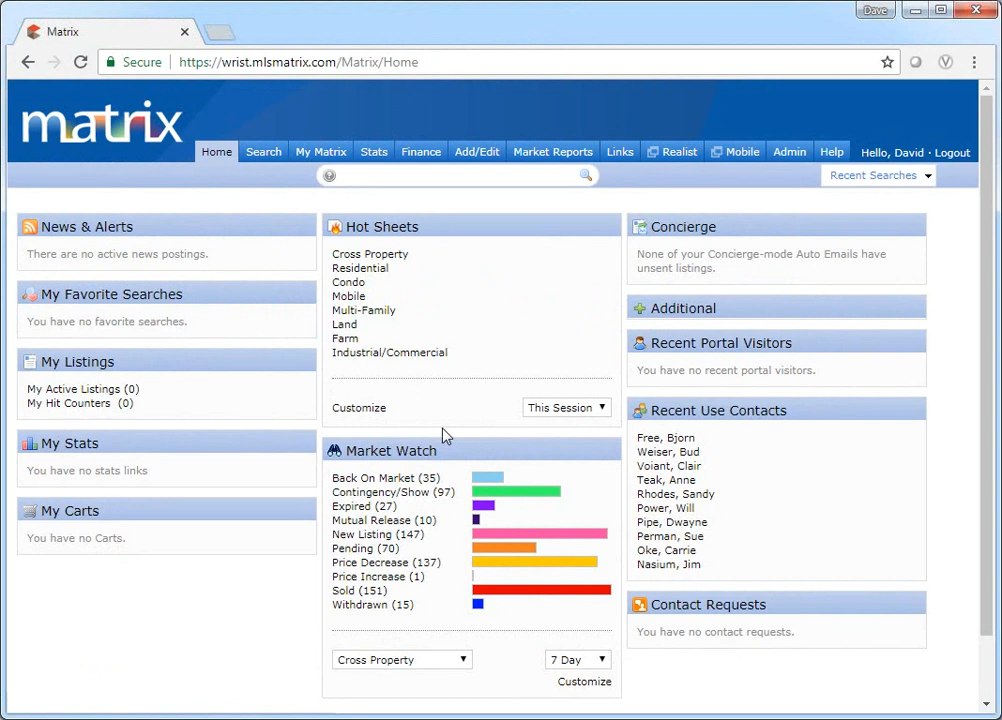 Dave
Matrix
Secure https://wrist.mlsmatrix.com/Matrix/Home
matrix
Home Search My Matrix Stats Finance Add/Edit Market Reports Links Realist Mobile Admin Help Hello, David · Logout
Recent Searches
News & Alerts
There are no active news postings.
My Favorite Searches
You have no favorite searches.
My Listings
My Active Listings (0)
My Hit Counters (0)
My Stats
You have no stats links
My Carts
You have no Carts.
Hot Sheets
Cross Property
Residential
Condo
Mobile
Multi-Family
Land
Farm
Industrial/Commercial
Customize This Session
Market Watch
Back On Market (35)
Contingency/Show (97)
Expired (27)
Mutual Release (10)
New Listing (147)
Pending (70)
Price Decrease (137)
Price Increase (1)
Sold (151)
Withdrawn (15)
Cross Property 7 Day
Customize
Concierge
None of your Concierge-mode Auto Emails have
unsent listings.
Additional
Recent Portal Visitors
You have no recent portal visitors.
Recent Use Contacts
Free, Bjorn
Weiser, Bud
Voiant, Clair
Teak, Anne
Rhodes, Sandy
Power, Will
Pipe, Dwayne
Perman, Sue
Oke, Carrie
Nasium, Jim
Contact Requests
You have no contact requests.